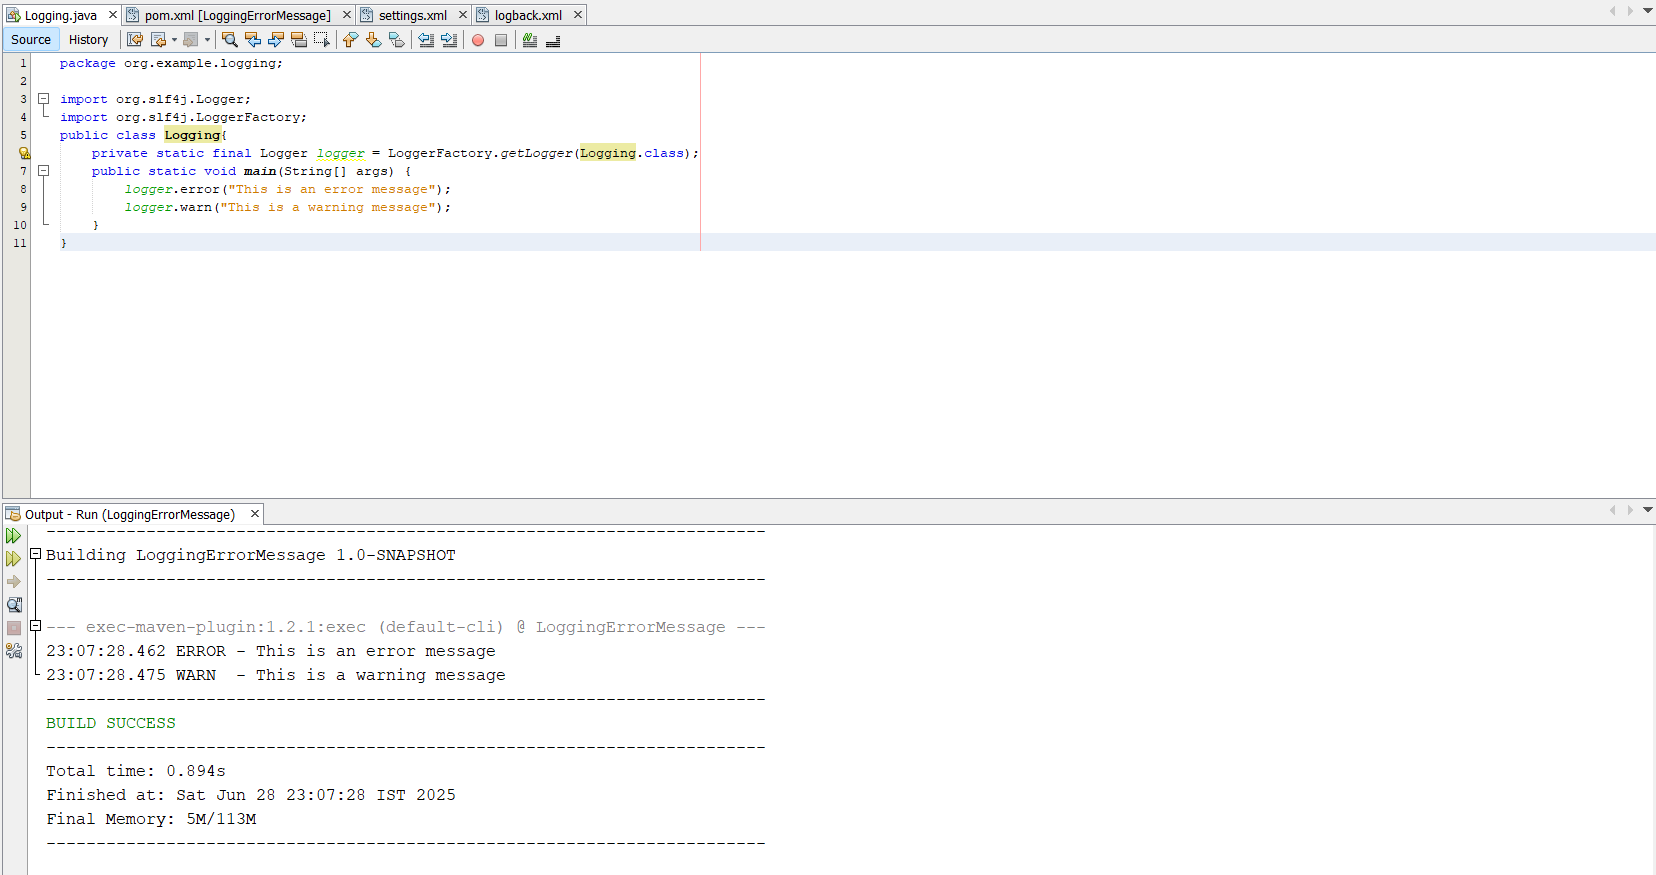 Logging.java pom.xml [LoggingErrorMessage] settings.xml logback.xml
Source History
1 package org.example.logging;
2
3 import org.slf4j.Logger;
4 import org.slf4j.LoggerFactory;
5 public class Logging{
private static final Logger logger = LoggerFactory.getLogger(Logging.class);
7 public static void main(String[] args) {
8 logger.error("This is an error message");
9 logger.warn("This is a warning message");
10 }
11 }
Output - Run (LoggingErrorMessage)
------------------------------------------------------------------------
Building LoggingErrorMessage 1.0-SNAPSHOT
------------------------------------------------------------------------
--- exec-maven-plugin:1.2.1:exec (default-cli) @ LoggingErrorMessage ---
23:07:28.462 ERROR - This is an error message
23:07:28.475 WARN  - This is a warning message
------------------------------------------------------------------------
BUILD SUCCESS
------------------------------------------------------------------------
Total time: 0.894s
Finished at: Sat Jun 28 23:07:28 IST 2025
Final Memory: 5M/113M
------------------------------------------------------------------------